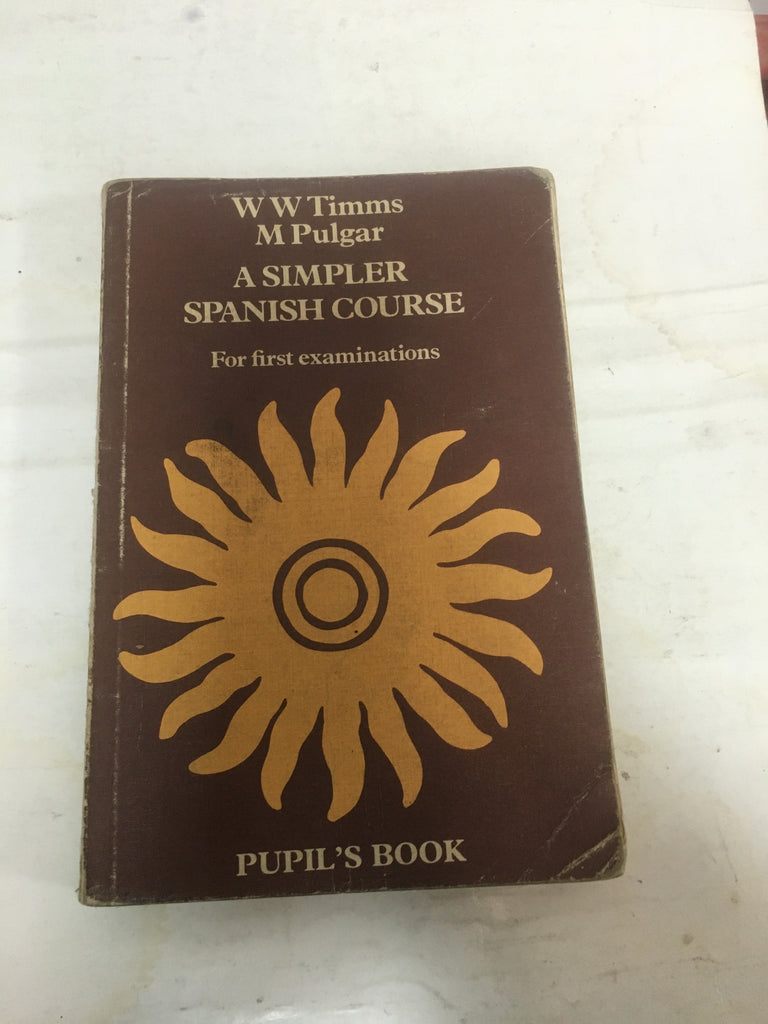 W W Timms
M Pulgar
A SIMPLER
SPANISH COURSE
For first examinations
PUPIL'S BOOK